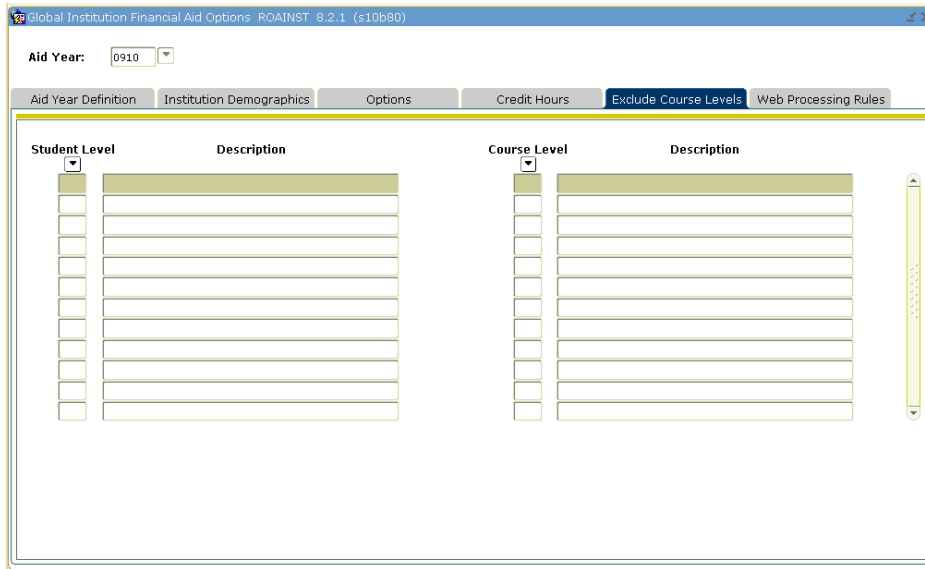 Global Institution Financial Aid Options ROAINST 8.2.1 (s10b80)
Aid Year: 0910
Aid Year Definition Institution Demographics Options Credit Hours Exclude Course Levels Web Processing Rules
Student Level Description Course Level Description